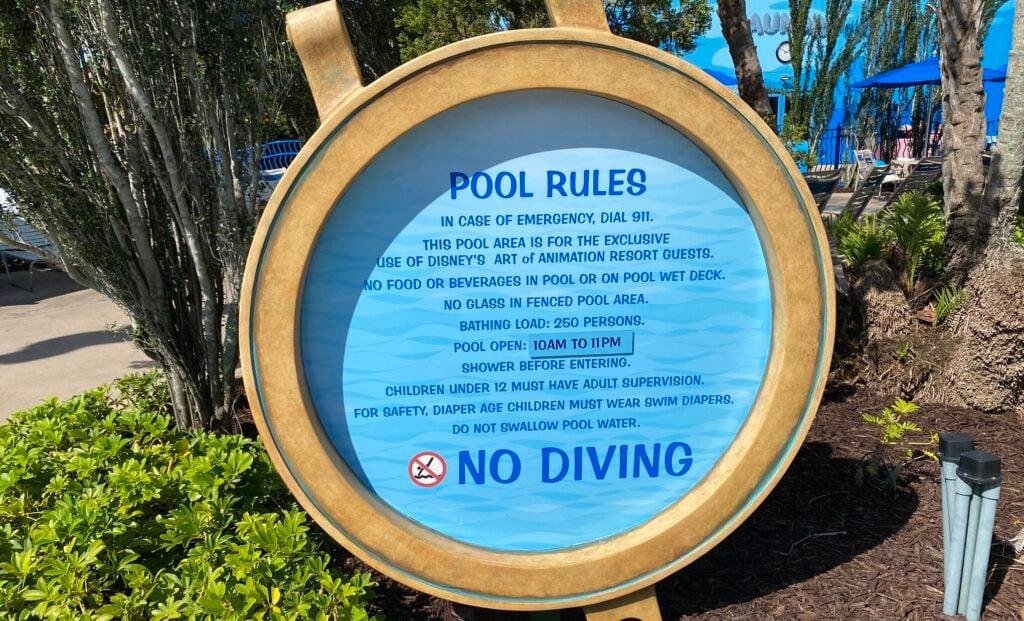 POOL RULES
IN CASE OF EMERGENCY, DIAL 911.
THIS POOL AREA IS FOR THE EXCLUSIVE
USE OF DISNEY'S ART of ANIMATION RESORT GUESTS.
NO FOOD OR BEVERAGES IN POOL OR ON POOL WET DECK.
NO GLASS IN FENCED POOL AREA.
BATHING LOAD: 250 PERSONS.
POOL OPEN: 10AM TO 11PM
SHOWER BEFORE ENTERING.
CHILDREN UNDER 12 MUST HAVE ADULT SUPERVISION.
FOR SAFETY, DIAPER AGE CHILDREN MUST WEAR SWIM DIAPERS.
DO NOT SWALLOW POOL WATER.
NO DIVING